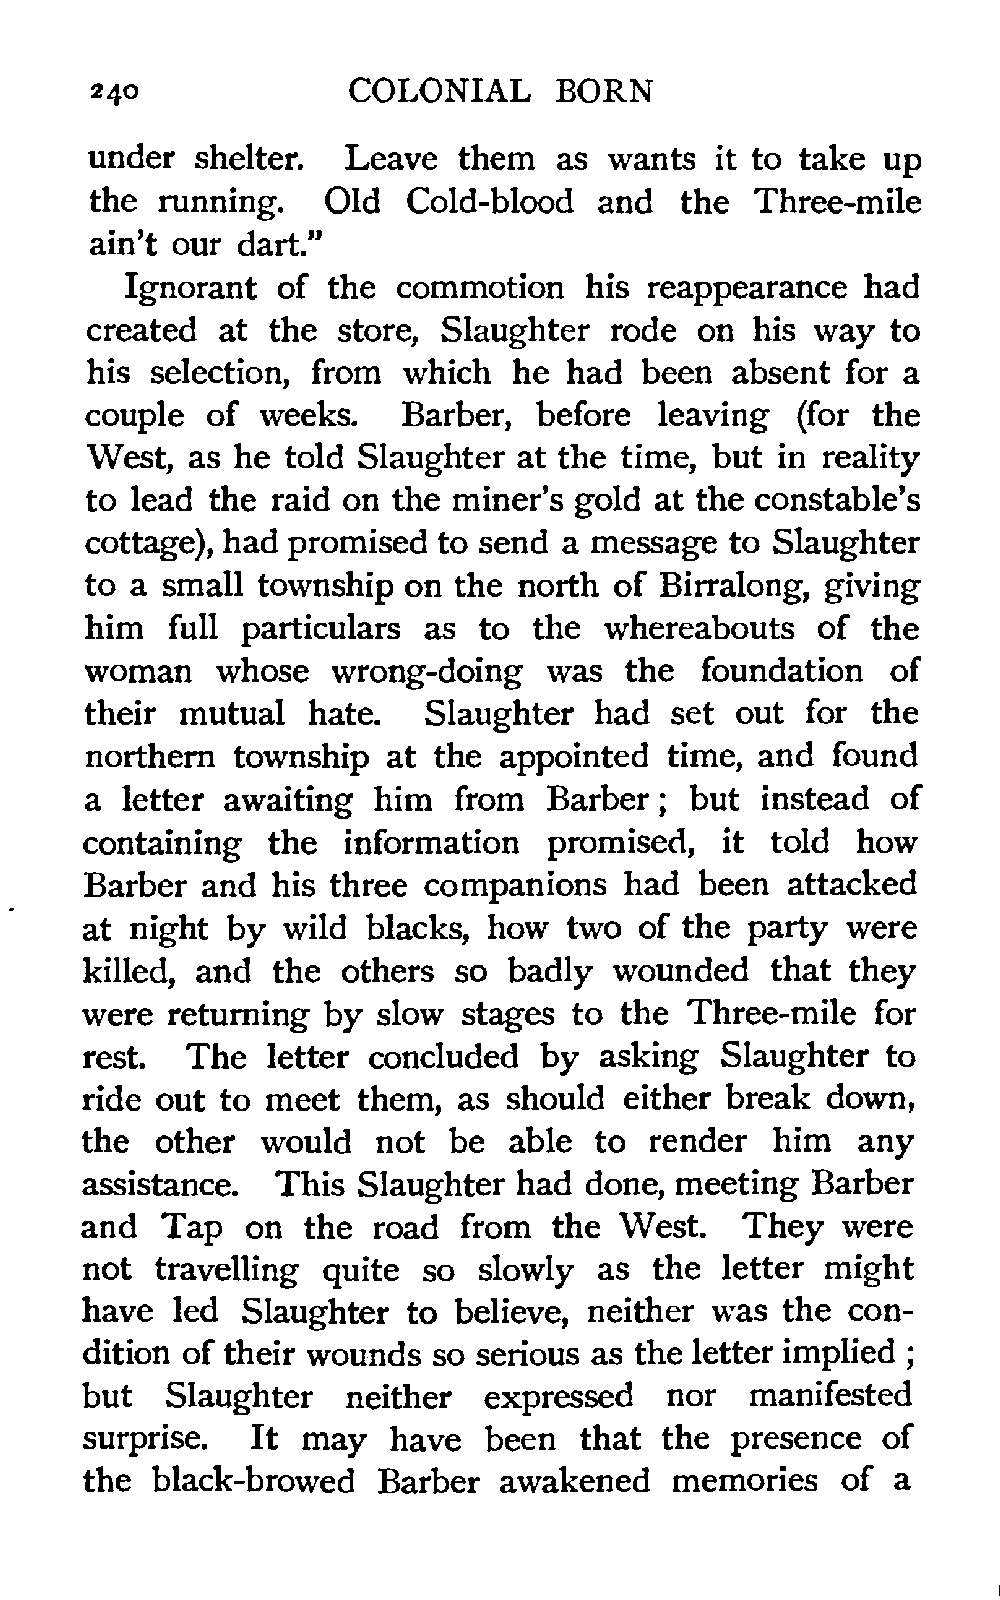 240 COLONIAL BORN
under shelter. Leave them as wants it to take up
the running. Old Cold-blood and the Three-mile
ain't our dart."
Ignorant of the commotion his reappearance had
created at the store, Slaughter rode on his way to
his selection, from which he had been absent for a
couple of weeks. Barber, before leaving (for the
West, as he told Slaughter at the time, but in reality
to lead the raid on the miner's gold at the constable's
cottage), had promised to send a message to Slaughter
to a small township on the north of Birralong, giving
him full particulars as to the whereabouts of the
woman whose wrong-doing was the foundation of
their mutual hate. Slaughter had set out for the
northern township at the appointed time, and found
a letter awaiting him from Barber ; but instead of
containing the information promised, it told how
Barber and his three companions had been attacked
at night by wild blacks, how two of the party were
killed, and the others so badly wounded that they
were returning by slow stages to the Three-mile for
rest. The letter concluded by asking Slaughter to
ride out to meet them, as should either break down,
the other would not be able to render him any
assistance. This Slaughter had done, meeting Barber
and Tap on the road from the West. They were
not travelling quite so slowly as the letter might
have led Slaughter to believe, neither was the con-
dition of their wounds so serious as the letter implied ;
but Slaughter neither expressed nor manifested
surprise. It may have been that the presence of
the black-browed Barber awakened memories of a